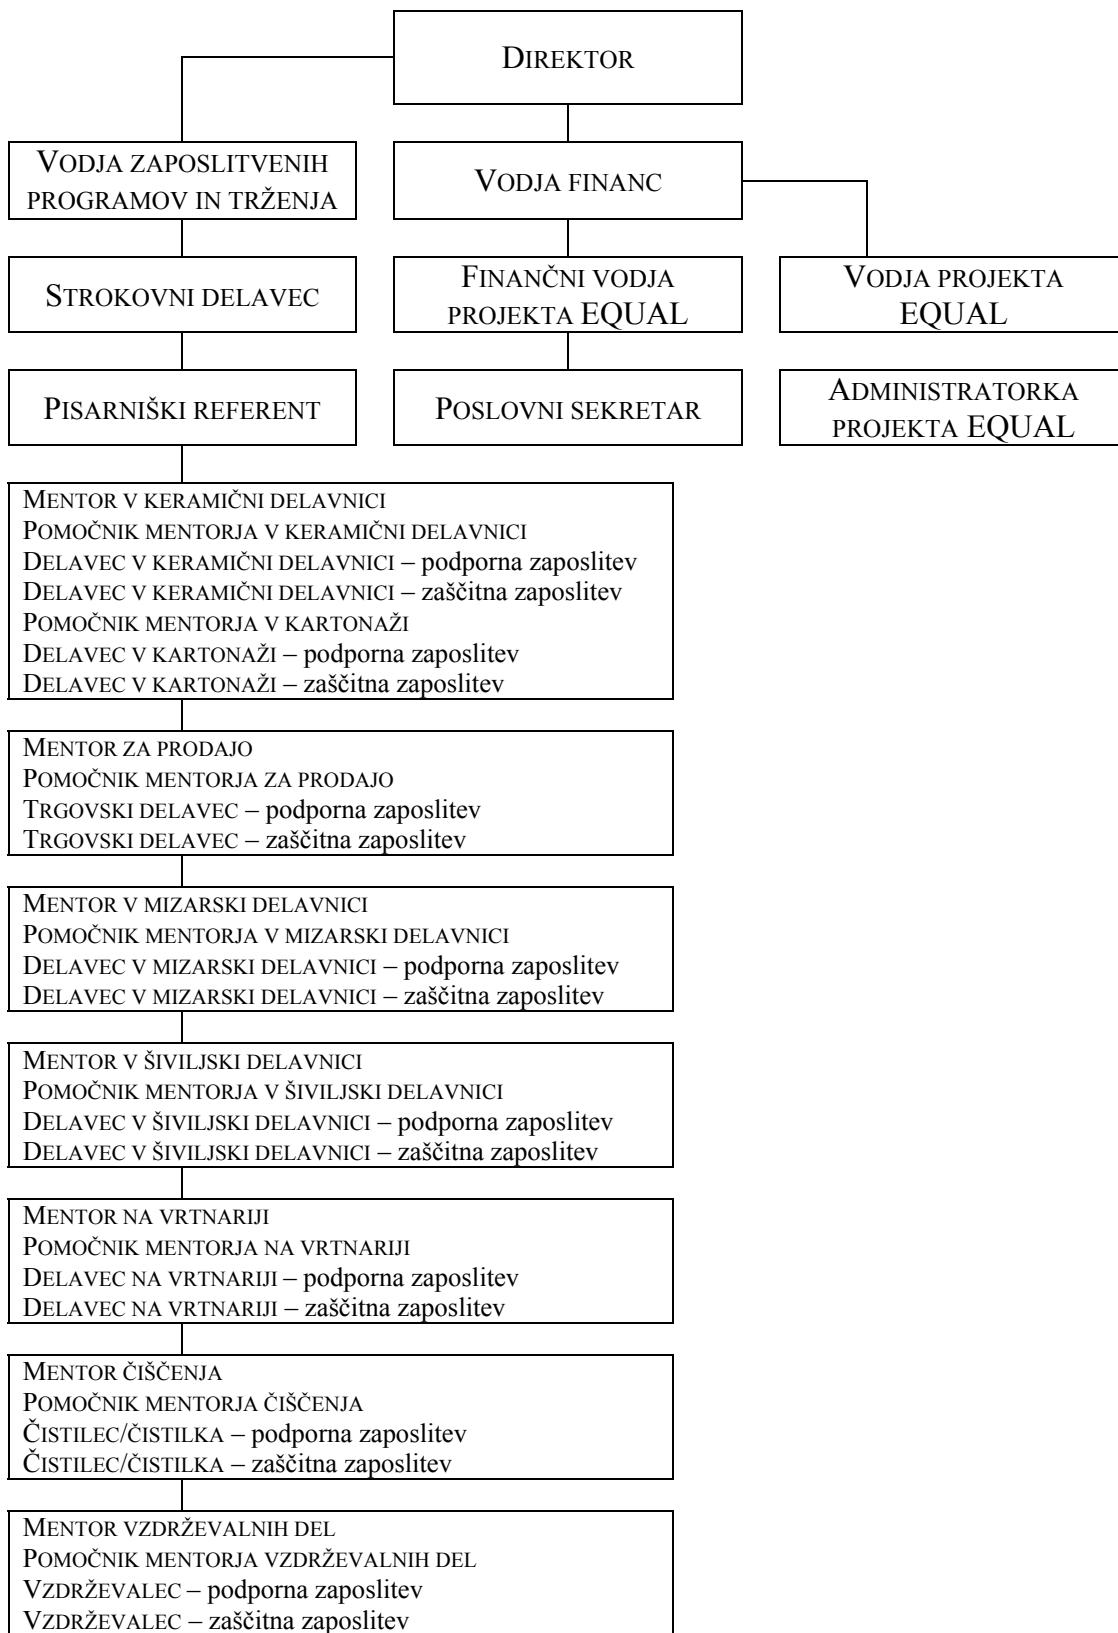 DIREKTOR
VODJA ZAPOSLITVENIH
PROGRAMOV IN TRŽENJA
VODJA FINANC
STROKOVNI DELAVEC
FINANČNI VODJA
PROJEKTA EQUAL
VODJA PROJEKTA
EQUAL
PISARNIŠKI REFERENT
POSLOVNI SEKRETAR
ADMINISTRATORKA
PROJEKTA EQUAL
MENTOR V KERAMIČNI DELAVNICI
POMOČNIK MENTORJA V KERAMIČNI DELAVNICI
DELAVEC V KERAMIČNI DELAVNICI – podporna zaposlitev
DELAVEC V KERAMIČNI DELAVNICI – zaščitna zaposlitev
POMOČNIK MENTORJA V KARTONAŽI
DELAVEC V KARTONAŽI – podporna zaposlitev
DELAVEC V KARTONAŽI – zaščitna zaposlitev
MENTOR ZA PRODAJO
POMOČNIK MENTORJA ZA PRODAJO
TRGOVSKI DELAVEC – podporna zaposlitev
TRGOVSKI DELAVEC – zaščitna zaposlitev
MENTOR V MIZARSKI DELAVNICI
POMOČNIK MENTORJA V MIZARSKI DELAVNICI
DELAVEC V MIZARSKI DELAVNICI – podporna zaposlitev
DELAVEC V MIZARSKI DELAVNICI – zaščitna zaposlitev
MENTOR V ŠIVILJSKI DELAVNICI
POMOČNIK MENTORJA V ŠIVILJSKI DELAVNICI
DELAVEC V ŠIVILJSKI DELAVNICI – podporna zaposlitev
DELAVEC V ŠIVILJSKI DELAVNICI – zaščitna zaposlitev
MENTOR NA VRTNARIJI
POMOČNIK MENTORJA NA VRTNARIJI
DELAVEC NA VRTNARIJI – podporna zaposlitev
DELAVEC NA VRTNARIJI – zaščitna zaposlitev
MENTOR ČIŠČENJA
POMOČNIK MENTORJA ČIŠČENJA
ČISTILEC/ČISTILKA – podporna zaposlitev
ČISTILEC/ČISTILKA – zaščitna zaposlitev
MENTOR VZDRŽEVALNIH DEL
POMOČNIK MENTORJA VZDRŽEVALNIH DEL
VZDRŽEVALEC – podporna zaposlitev
VZDRŽEVALEC – zaščitna zaposlitev